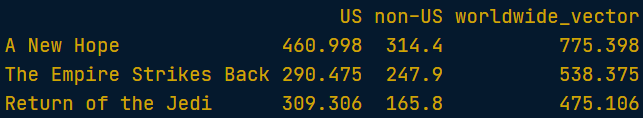 US non-US worldwide_vector
A New Hope 460.998 314.4 775.398
The Empire Strikes Back 290.475 247.9 538.375
Return of the Jedi 309.306 165.8 475.106